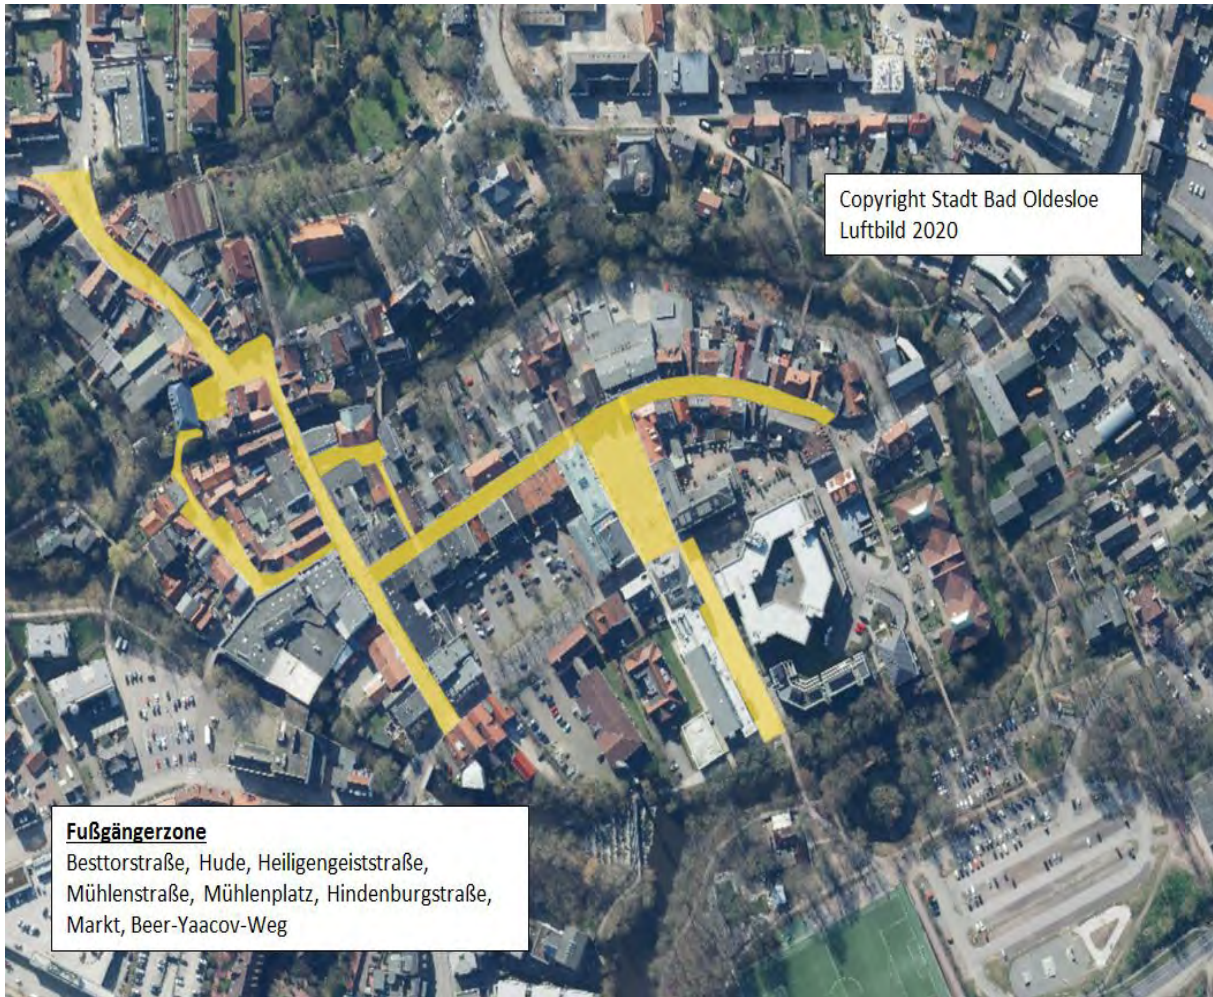 Copyright Stadt Bad Oldesloe
Luftbild 2020
Fußgängerzone
Besttorstraße, Hude, Heiligengeiststraße,
Mühlenstraße, Mühlenplatz, Hindenburgstraße,
Markt, Beer-Yaacov-Weg